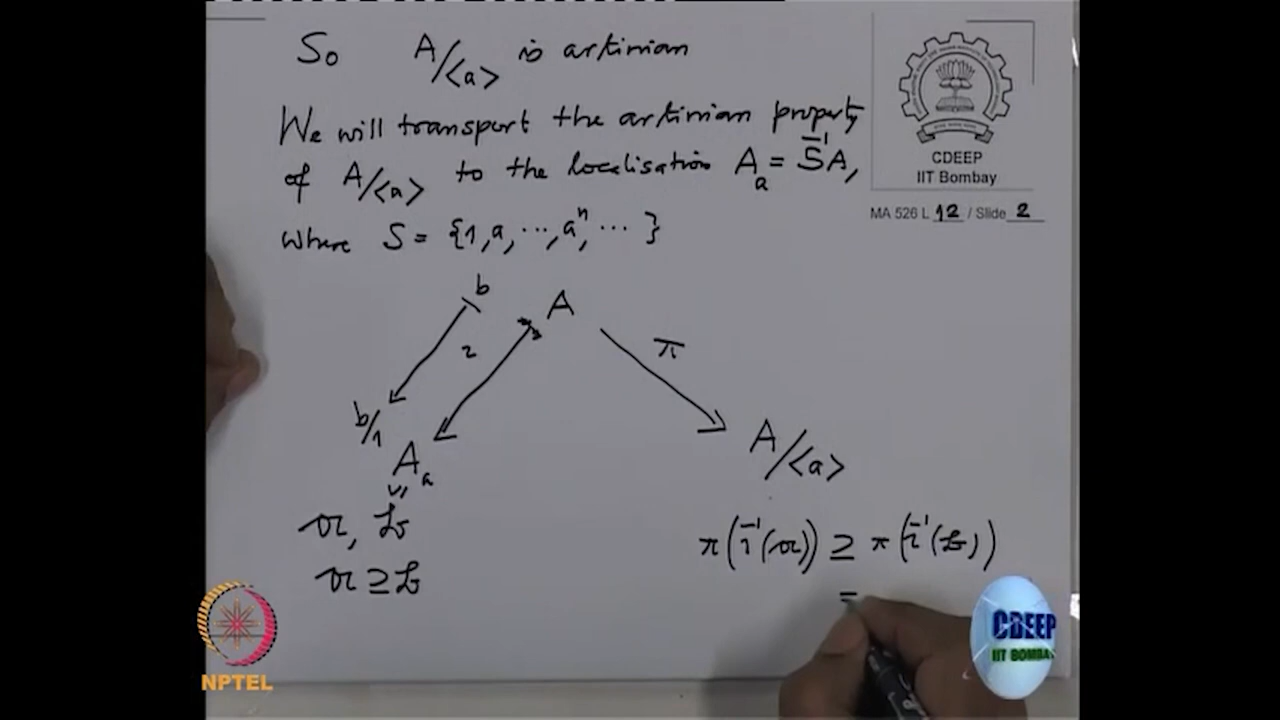 So A/<a> is artinian
We will transport the artinian property
of A/<a> to the localisation A_a = S⁻¹A,
where S = {1, a, ⋯, aⁿ, ⋯ }
CDEEP
IIT Bombay
MA 526 L 12 / Slide 2
b A
ι π
b/1
A_a A/<a>
𝔞, 𝔟 π(ι⁻¹(𝔞)) ⊇ π(ι⁻¹(𝔟))
𝔞 ⊇ 𝔟 =
NPTEL
CDEEP
IIT BOMBAY